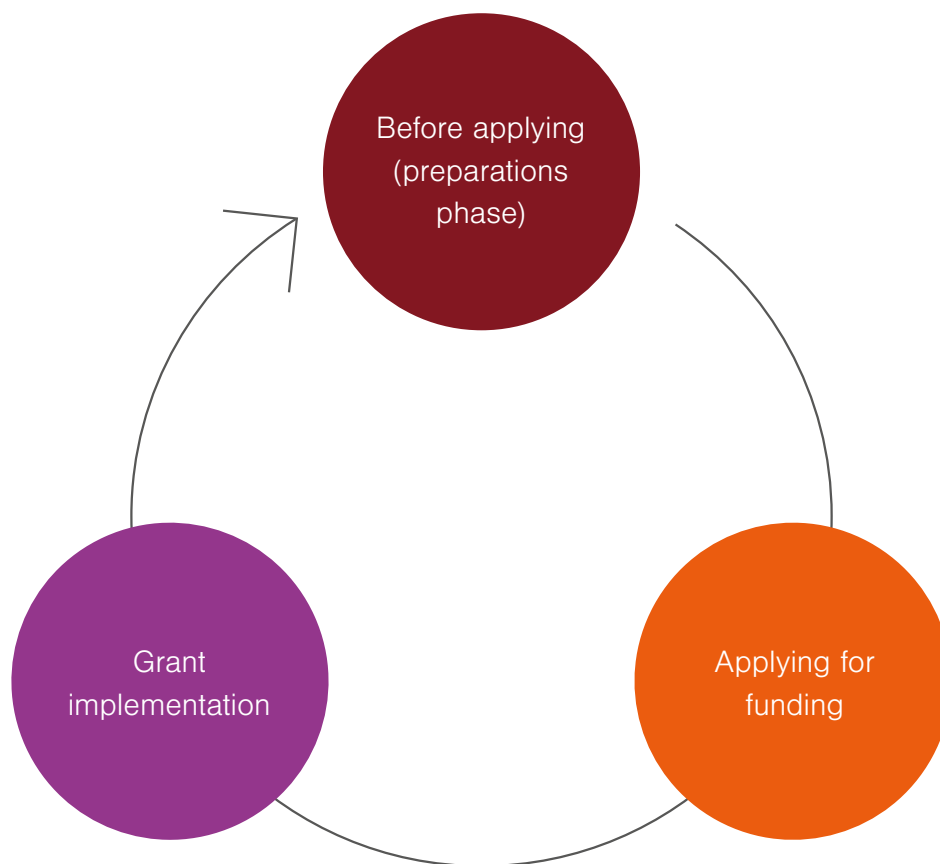 Before applying
(preparations
phase)
Grant
implementation
Applying for
funding